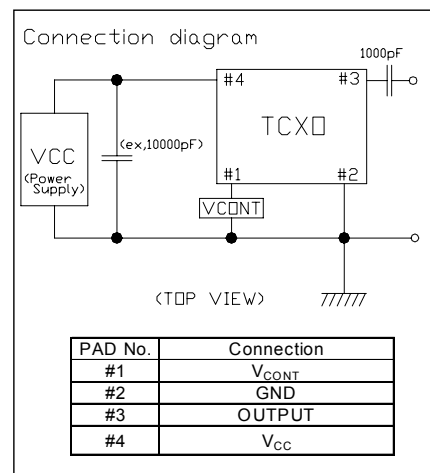 Connection diagram
1000pF
#4 #3
TCXO
(ex,10000pF)
VCC
(Power
Supply)
#1 #2
VCONT
(TOP VIEW)
PAD No. Connection
#1 VCONT
#2 GND
#3 OUTPUT
#4 VCC